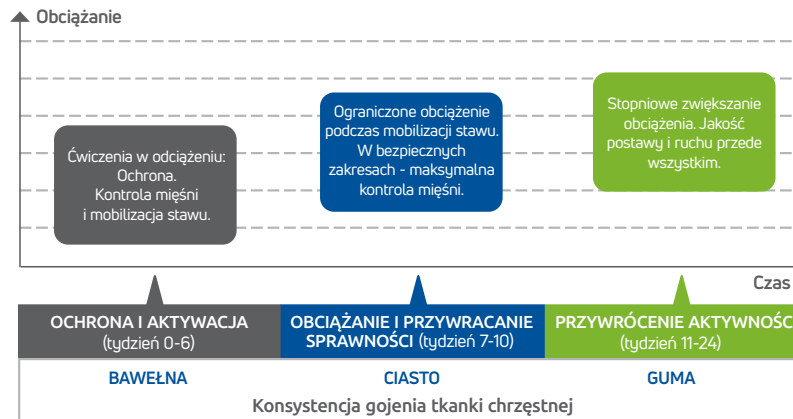 Obciążanie
Ćwiczenia w odciążeniu:
Ochrona.
Kontrola mięśni
i mobilizacja stawu.
Ograniczone obciążenie
podczas mobilizacji stawu.
W bezpiecznych
zakresach - maksymalna
kontrola mięśni.
Stopniowe zwiększanie
obciążenia. Jakość
postawy i ruchu przede
wszystkim.
Czas
OCHRONA I AKTYWACJA
(tydzień 0-6)
OBCIĄŻANIE I PRZYWRACANIE
SPRAWNOŚCI (tydzień 7-10)
PRZYWRÓCENIE AKTYWNOŚC
(tydzień 11-24)
BAWEŁNA
CIASTO
GUMA
Konsystencja gojenia tkanki chrzęstnej